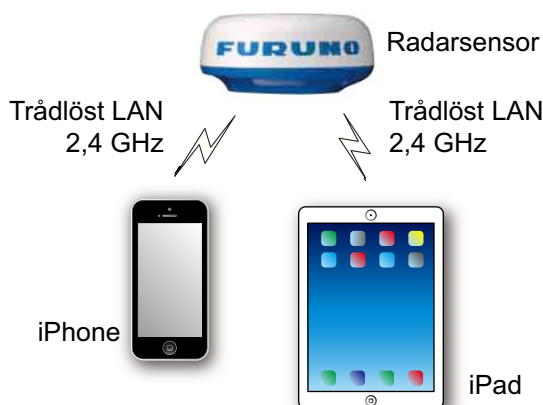 FURUNO
Radarsensor
Trådlöst LAN
2,4 GHz
Trådlöst LAN
2,4 GHz
iPhone
iPad